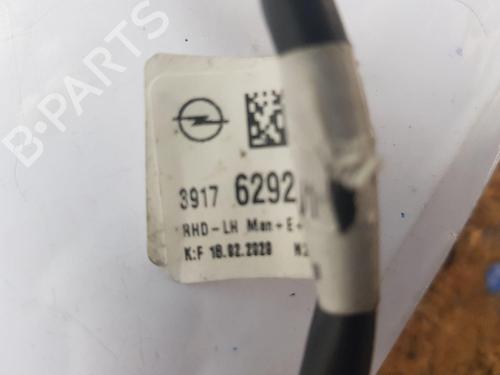 B-PARTS
3917 6292
RHD-LH Man+E+
K:F 18.02.2020